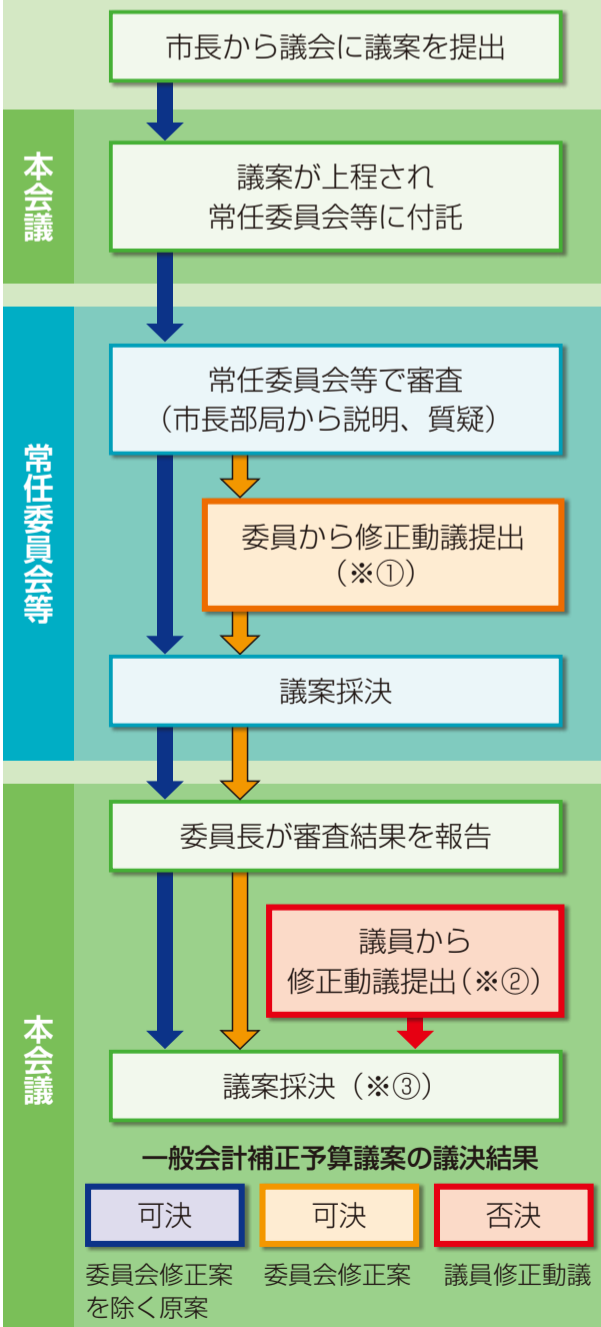 市長から議会に議案を提出
本会議
議案が上程され
常任委員会等に付託
常任委員会等
常任委員会等で審査
（市長部局から説明、質疑）
委員から修正動議提出
（※①）
議案採決
本会議
委員長が審査結果を報告
議員から
修正動議提出（※②）
議案採決（※③）
一般会計補正予算議案の議決結果
可決
可決
否決
委員会修正案
を除く原案
委員会修正案
議員修正動議